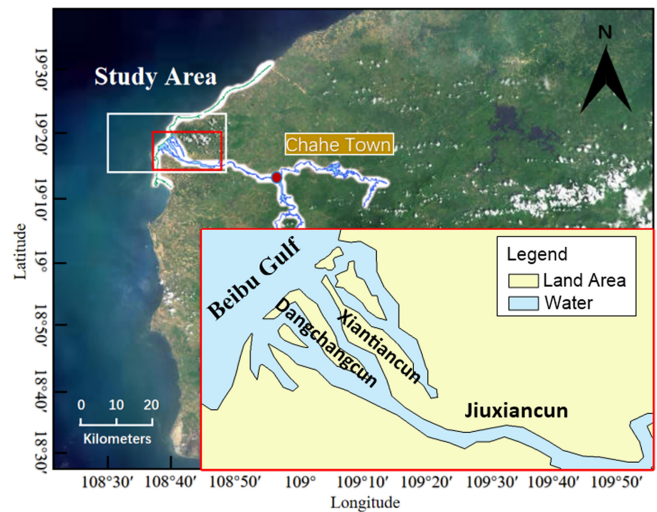 N
Study Area
Chahe Town
19°30′
19°20′
19°10′
19°
18°50′
18°40′
18°30′
Latitude
Beibu Gulf
Dangchangcun
Xiantiancun
Jiuxiancun
Legend
Land Area
Water
0 10 20
Kilometers
108°30′ 108°40′ 108°50′ 109° 109°10′ 109°20′ 109°30′ 109°40′ 109°50′
Longitude